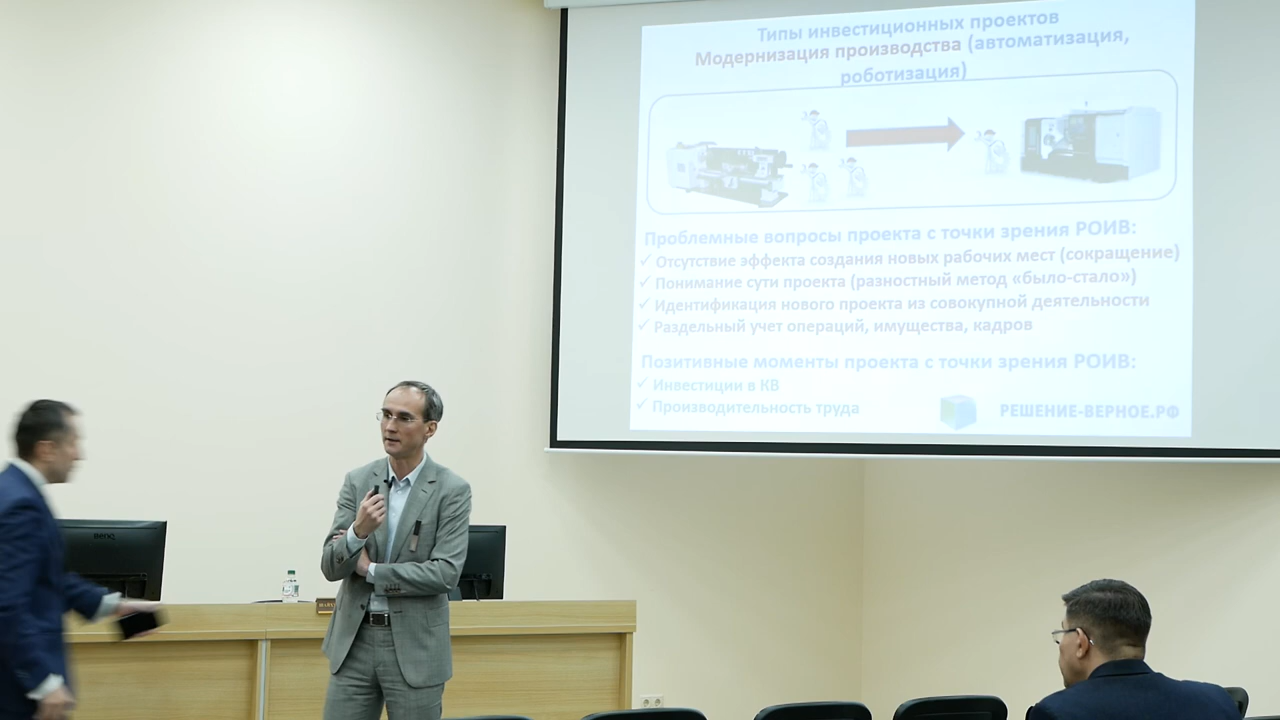 Типы инвестиционных проектов
Модернизация производства (автоматизация,
роботизация)
Проблемные вопросы проекта с точки зрения РОИВ:
✓ Отсутствие эффекта создания новых рабочих мест (сокращение)
✓ Понимание сути проекта (разностный метод «было-стало»)
✓ Идентификация нового проекта из совокупной деятельности
✓ Раздельный учет операций, имущества, кадров
Позитивные моменты проекта с точки зрения РОИВ:
✓ Инвестиции в КВ
✓ Производительность труда
РЕШЕНИЕ-ВЕРНОЕ.РФ
BenQ